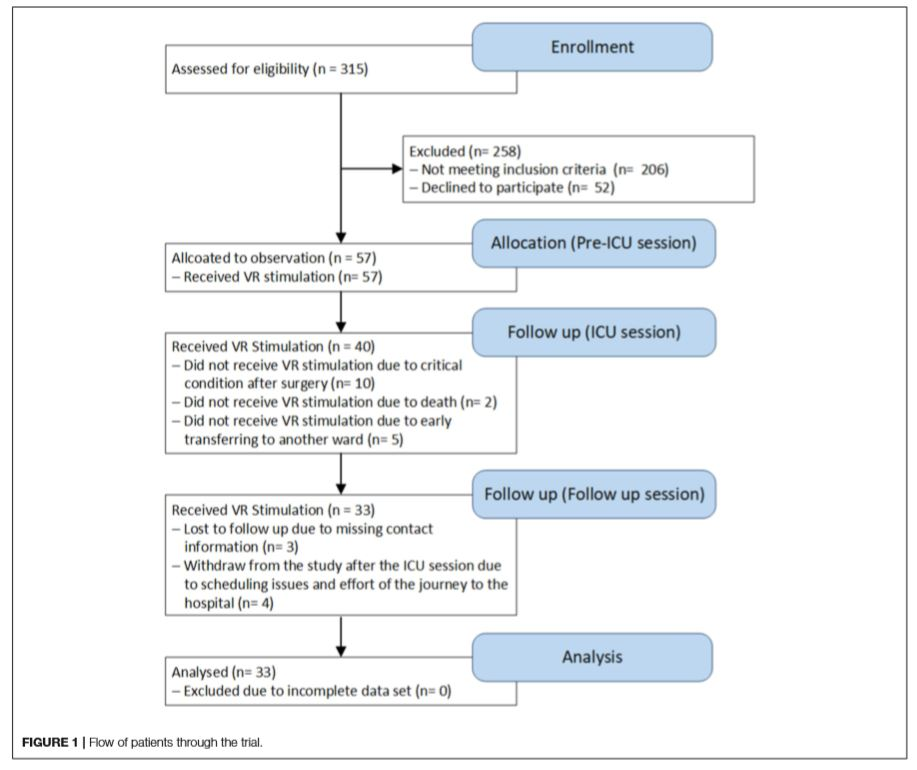 Enrollment
Assessed for eligibility (n = 315)
Excluded (n= 258)
– Not meeting inclusion criteria (n= 206)
– Declined to participate (n= 52)
Allocation (Pre-ICU session)
Allcoated to observation (n = 57)
– Received VR stimulation (n= 57)
Follow up (ICU session)
Received VR Stimulation (n = 40)
– Did not receive VR stimulation due to critical
condition after surgery (n= 10)
– Did not receive VR stimulation due to death (n= 2)
– Did not receive VR stimulation due to early
transferring to another ward (n= 5)
Follow up (Follow up session)
Received VR Stimulation (n = 33)
– Lost to follow up due to missing contact
information (n= 3)
– Withdraw from the study after the ICU session due
to scheduling issues and effort of the journey to the
hospital (n= 4)
Analysis
Analysed (n= 33)
– Excluded due to incomplete data set (n= 0)
FIGURE 1 | Flow of patients through the trial.